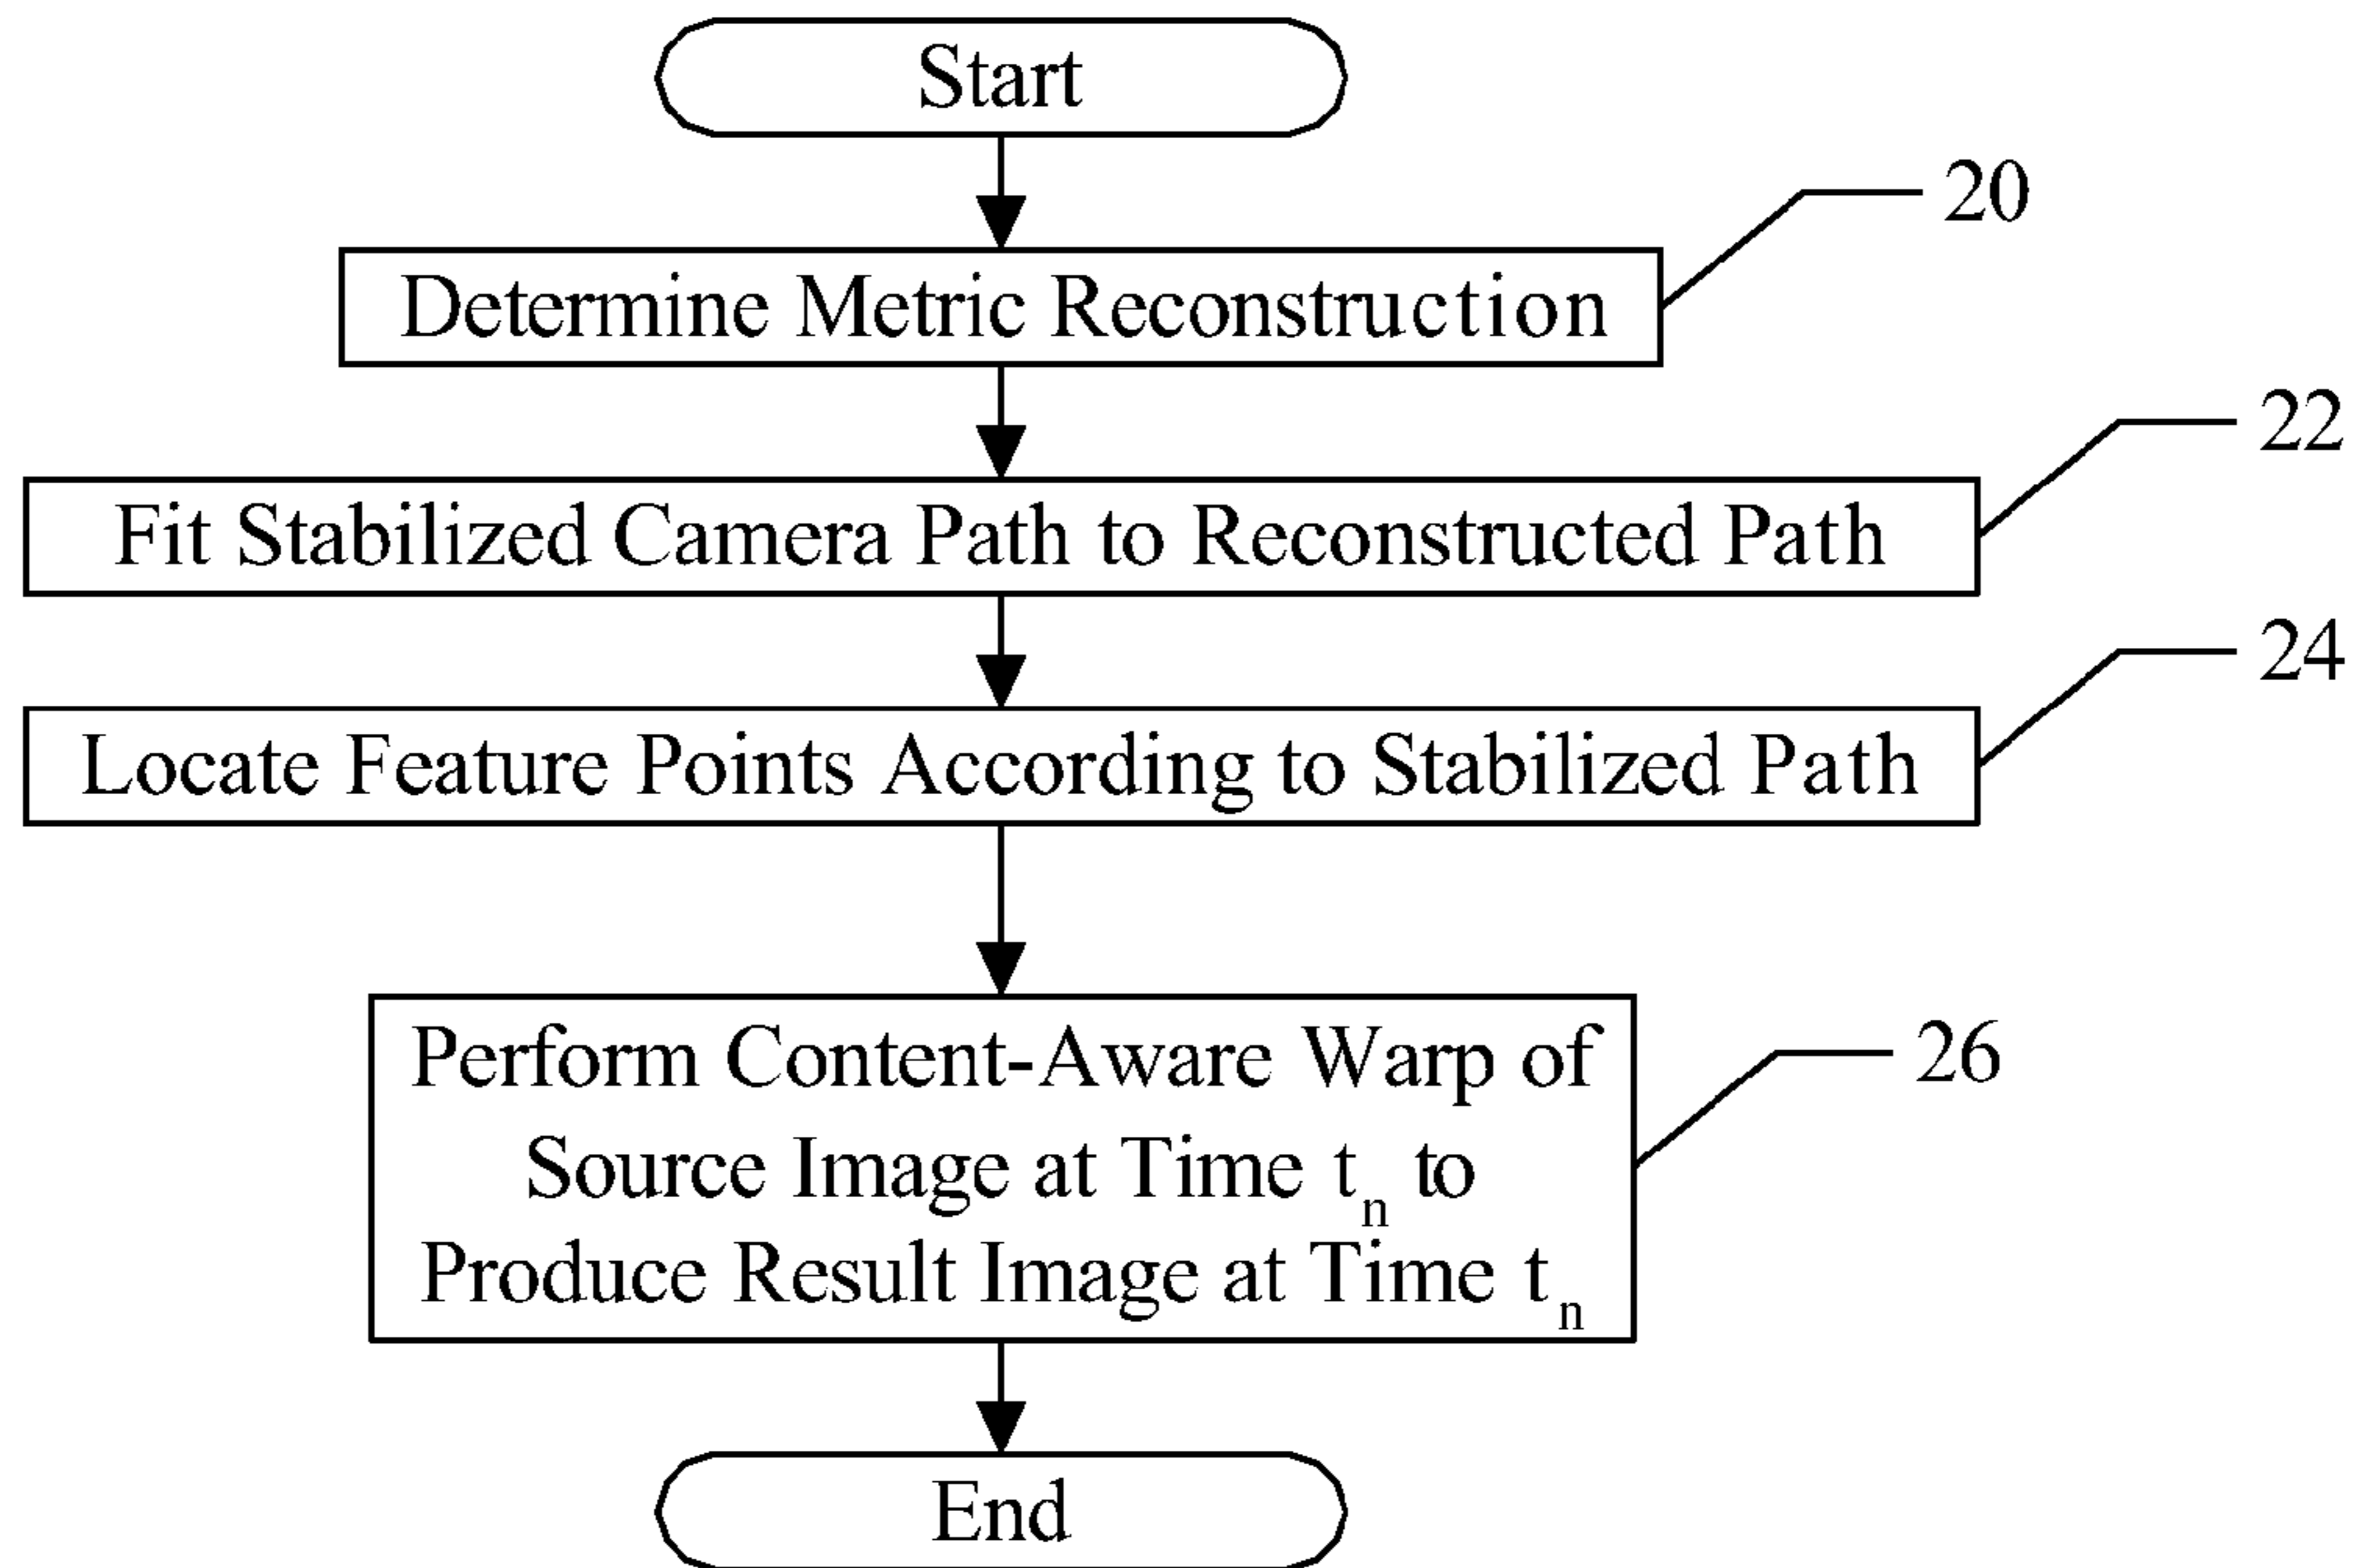 Start
20
Determine Metric Reconstruction
22
Fit Stabilized Camera Path to Reconstructed Path
24
Locate Feature Points According to Stabilized Path
Perform Content-Aware Warp of
26
Source Image at Time tn to
Produce Result Image at Time tn
End